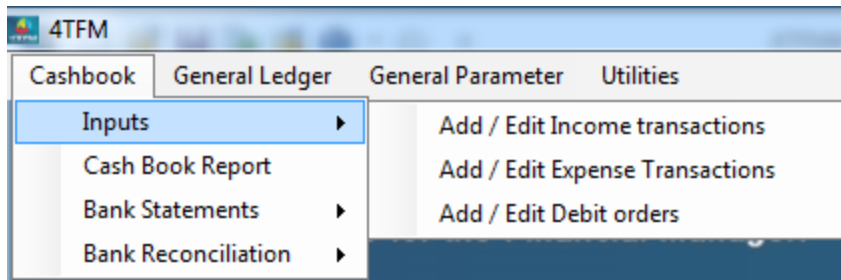 4TFM
Cashbook General Ledger General Parameter Utilities
Inputs
Cash Book Report
Bank Statements
Bank Reconciliation
Add / Edit Income transactions
Add / Edit Expense Transactions
Add / Edit Debit orders